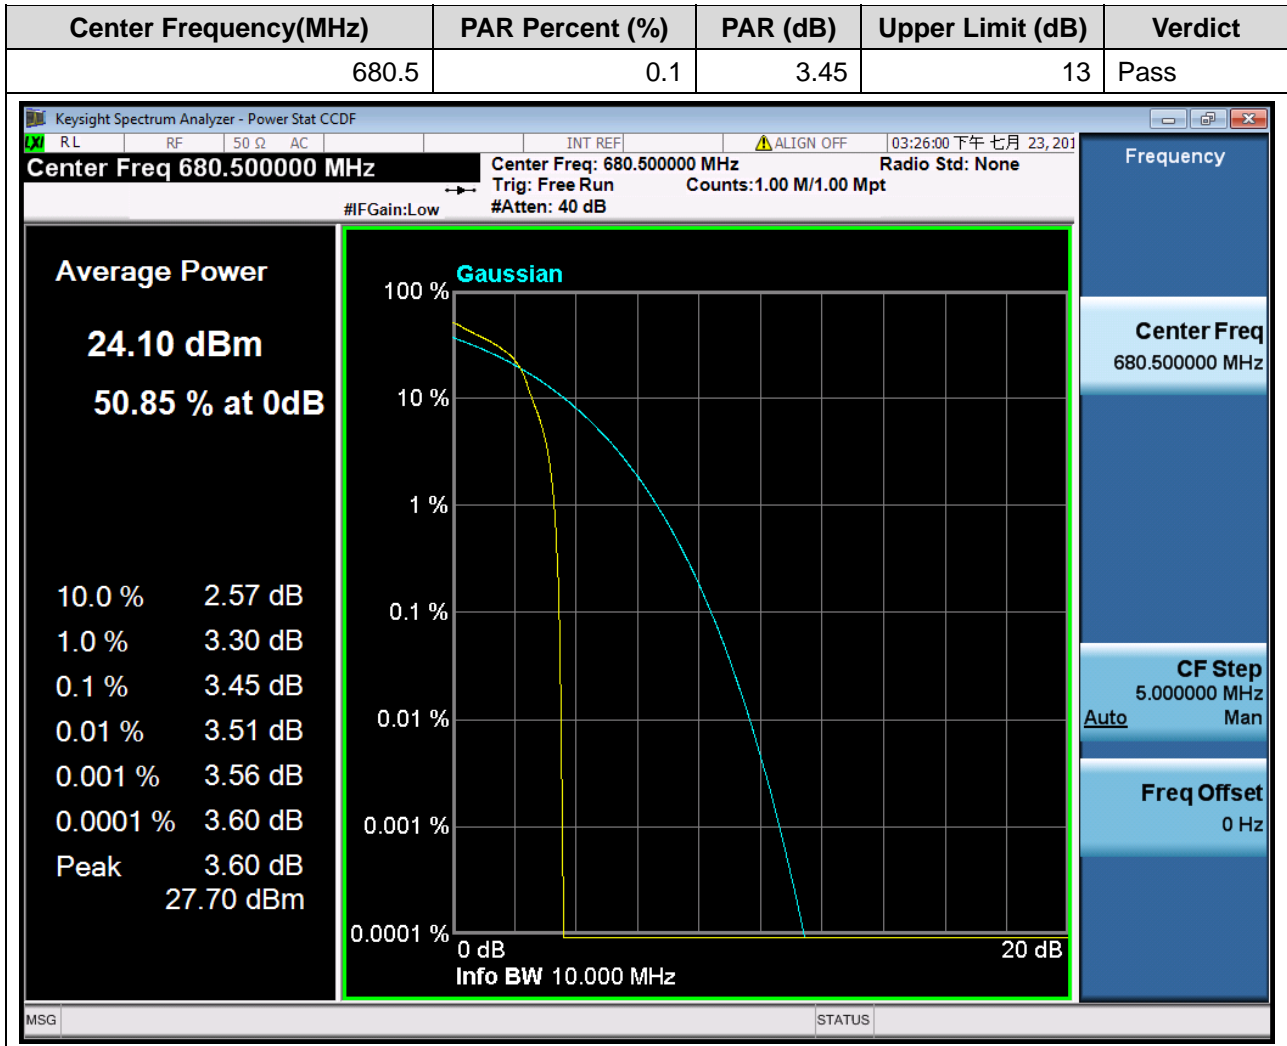 Center Frequency(MHz) PAR Percent (%) PAR (dB) Upper Limit (dB) Verdict
680.5 0.1 3.45 13 Pass
Keysight Spectrum Analyzer - Power Stat CCDF
LXI RL RF 50 Ω AC INT REF ALIGN OFF 03:26:00 下午 七月 23, 201
Center Freq 680.500000 MHz
#IFGain:Low
Center Freq: 680.500000 MHz Radio Std: None
Trig: Free Run Counts:1.00 M/1.00 Mpt
#Atten: 40 dB
Average Power
24.10 dBm
50.85 % at 0dB
10.0 % 2.57 dB
1.0 % 3.30 dB
0.1 % 3.45 dB
0.01 % 3.51 dB
0.001 % 3.56 dB
0.0001 % 3.60 dB
Peak 3.60 dB
27.70 dBm
Gaussian
100 %
10 %
1 %
0.1 %
0.01 %
0.001 %
0.0001 %
0 dB 20 dB
Info BW 10.000 MHz
Frequency
Center Freq
680.500000 MHz
CF Step
5.000000 MHz
Auto Man
Freq Offset
0 Hz
MSG STATUS